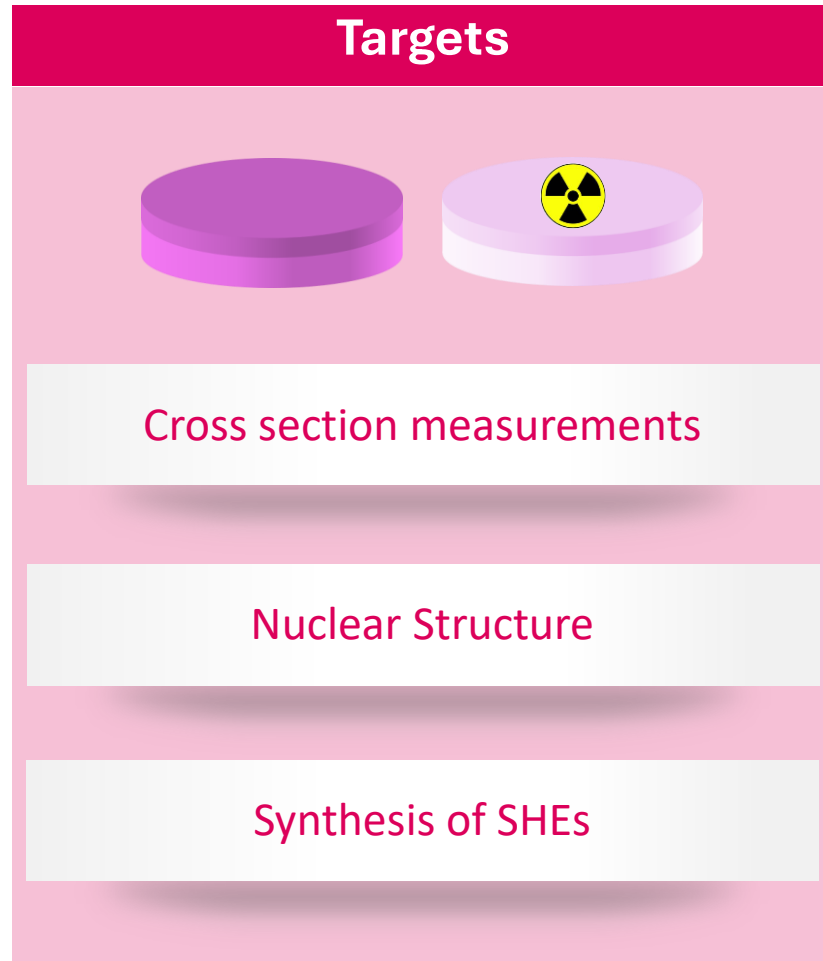 Targets
Cross section measurements
Nuclear Structure
Synthesis of SHEs